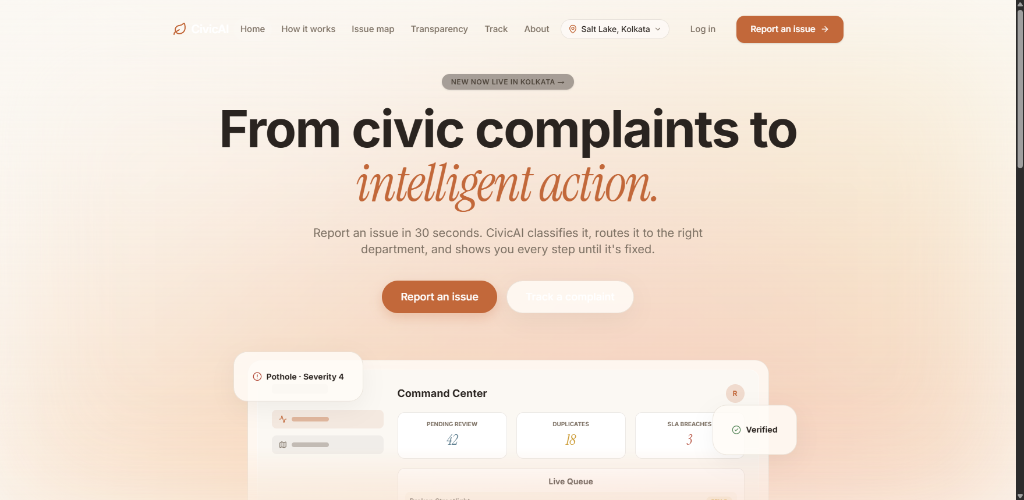 CivicAI Home How it works Issue map Transparency Track About Salt Lake, Kolkata Log in Report an issue →
NEW NOW LIVE IN KOLKATA →
From civic complaints to
intelligent action.
Report an issue in 30 seconds. CivicAI classifies it, routes it to the right
department, and shows you every step until it's fixed.
Report an issue Track a complaint
Pothole · Severity 4
Command Center R
PENDING REVIEW DUPLICATES SLA BREACHES
42 18 3
Verified
Live Queue